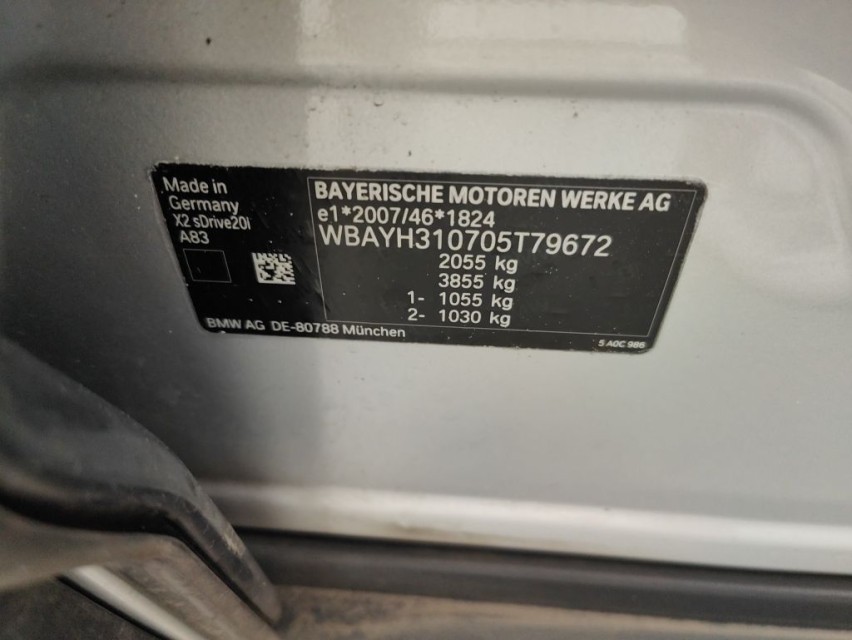 Made in
Germany
X2 sDrive20i
A83
BAYERISCHE MOTOREN WERKE AG
e1*2007/46*1824
WBAYH310705T79672
2055 kg
3855 kg
1- 1055 kg
2- 1030 kg
BMW AG DE-80788 München
5 A0C 986